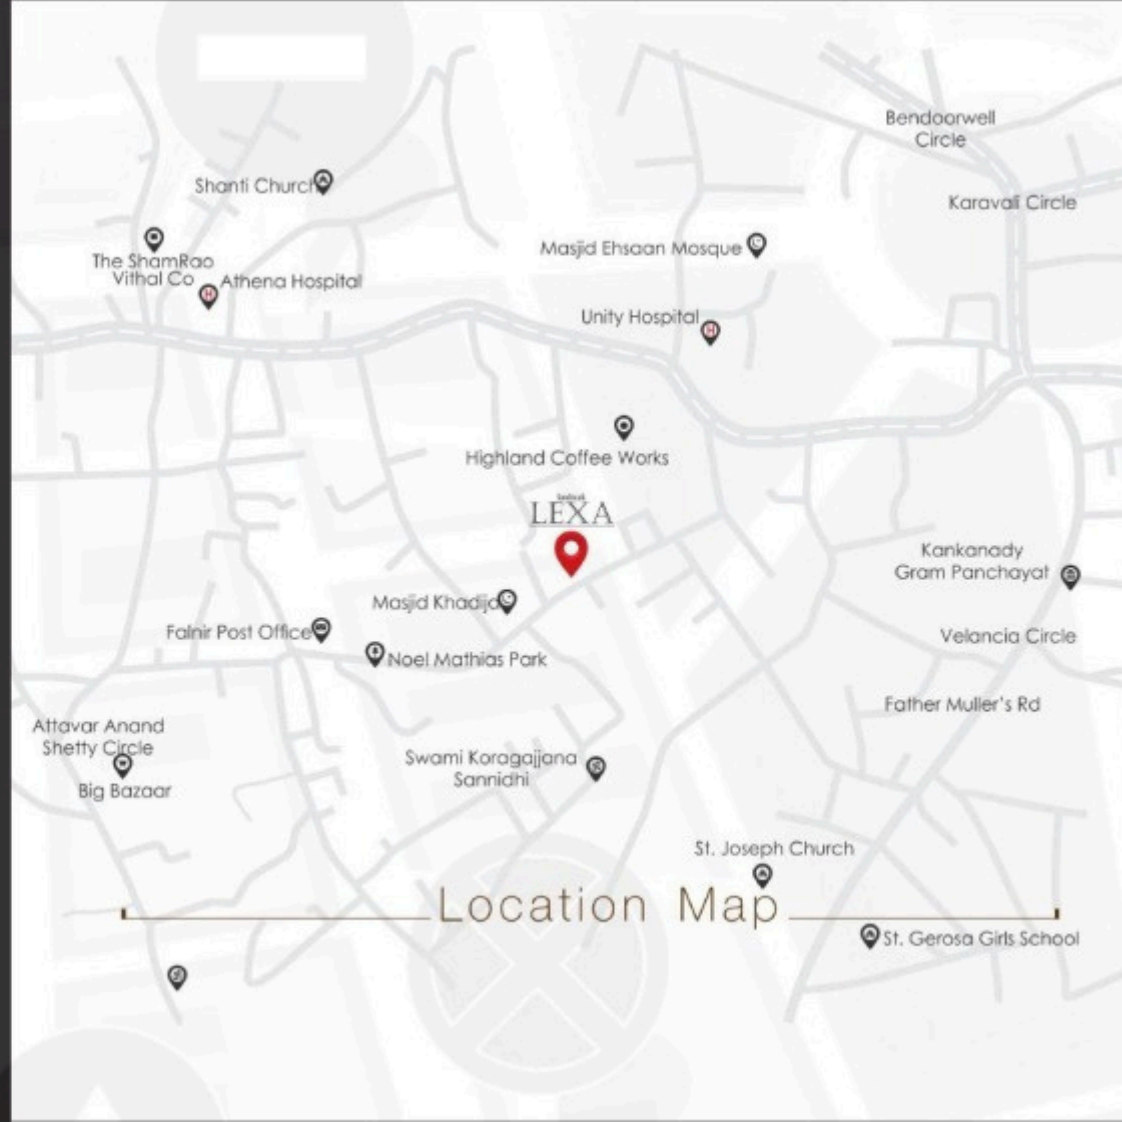 Bendoorwell
Circle
Shanti Church
Karavali Circle
Masjid Ehsaan Mosque
The ShamRao
Vithal Co
Athena Hospital
H
Unity Hospital
H
Highland Coffee Works
LEXA
Kankanady
Gram Panchayat
Masjid Khadija
Falnir Post Office
Velancia Circle
Noel Mathias Park
Father Muller's Rd
Attavar Anand
Shetty Circle
Swami Koragajjana
Sannidhi
Big Bazaar
St. Joseph Church
Location Map
St. Gerosa Girls School